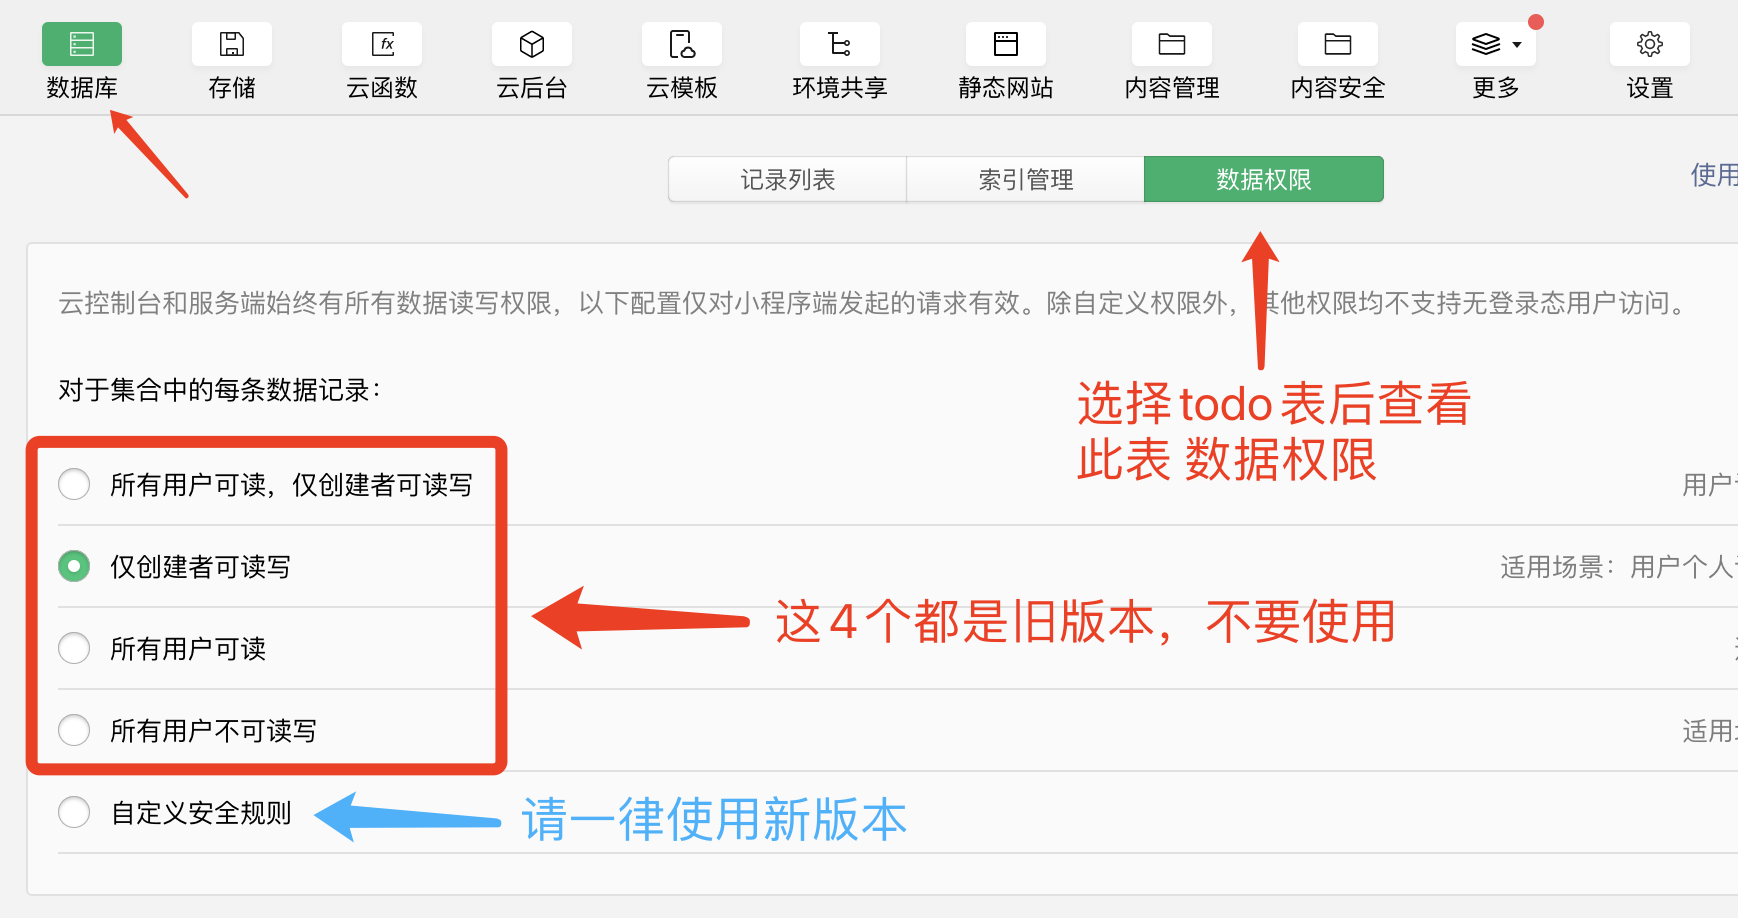 数据库 存储 云函数 云后台 云模板 环境共享 静态网站 内容管理 内容安全 更多 设置
记录列表 索引管理 数据权限 使用
云控制台和服务端始终有所有数据读写权限，以下配置仅对小程序端发起的请求有效。除自定义权限外，其他权限均不支持无登录态用户访问。
对于集合中的每条数据记录：
选择 todo 表后查看
此表 数据权限
所有用户可读，仅创建者可读写 用户
仅创建者可读写 适用场景：用户个人
这4个都是旧版本，不要使用
所有用户可读
所有用户不可读写 适用
自定义安全规则 请一律使用新版本